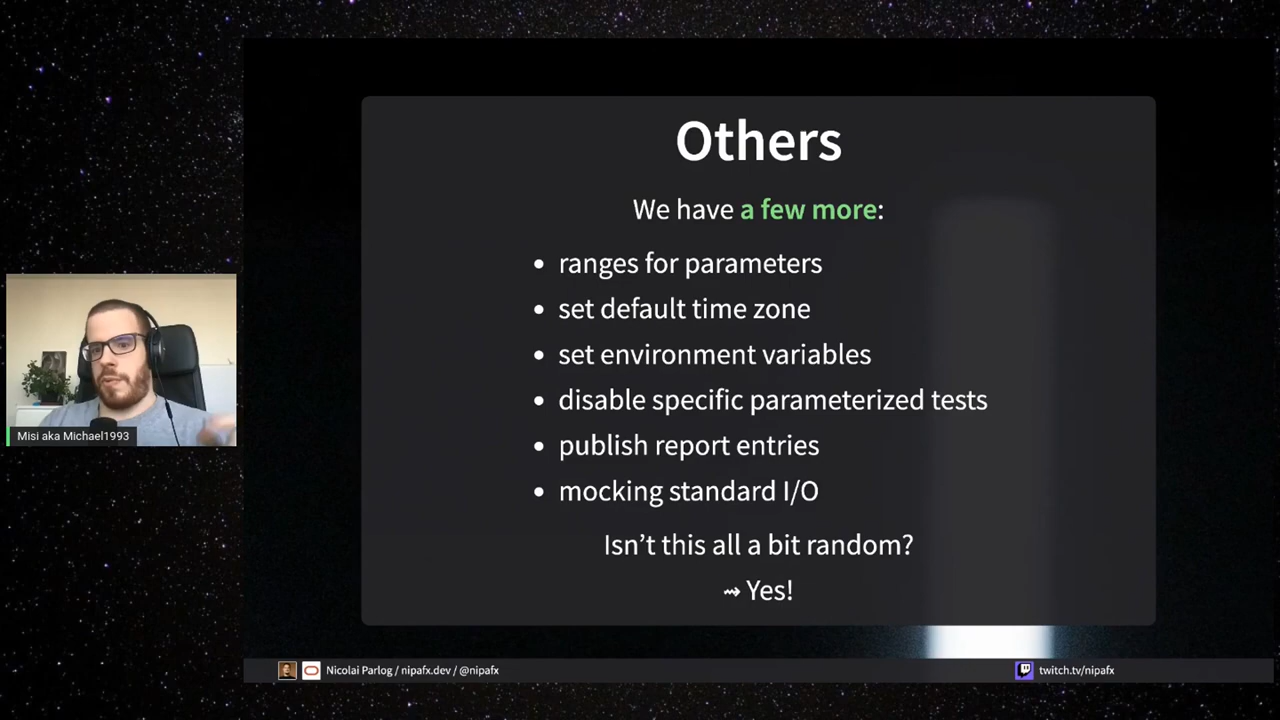 Others
We have a few more:
• ranges for parameters
• set default time zone
• set environment variables
• disable specific parameterized tests
• publish report entries
• mocking standard I/O
Isn't this all a bit random?
⇝ Yes!
Misi aka Michael1993
Nicolai Parlog / nipafx.dev / @nipafx
twitch.tv/nipafx